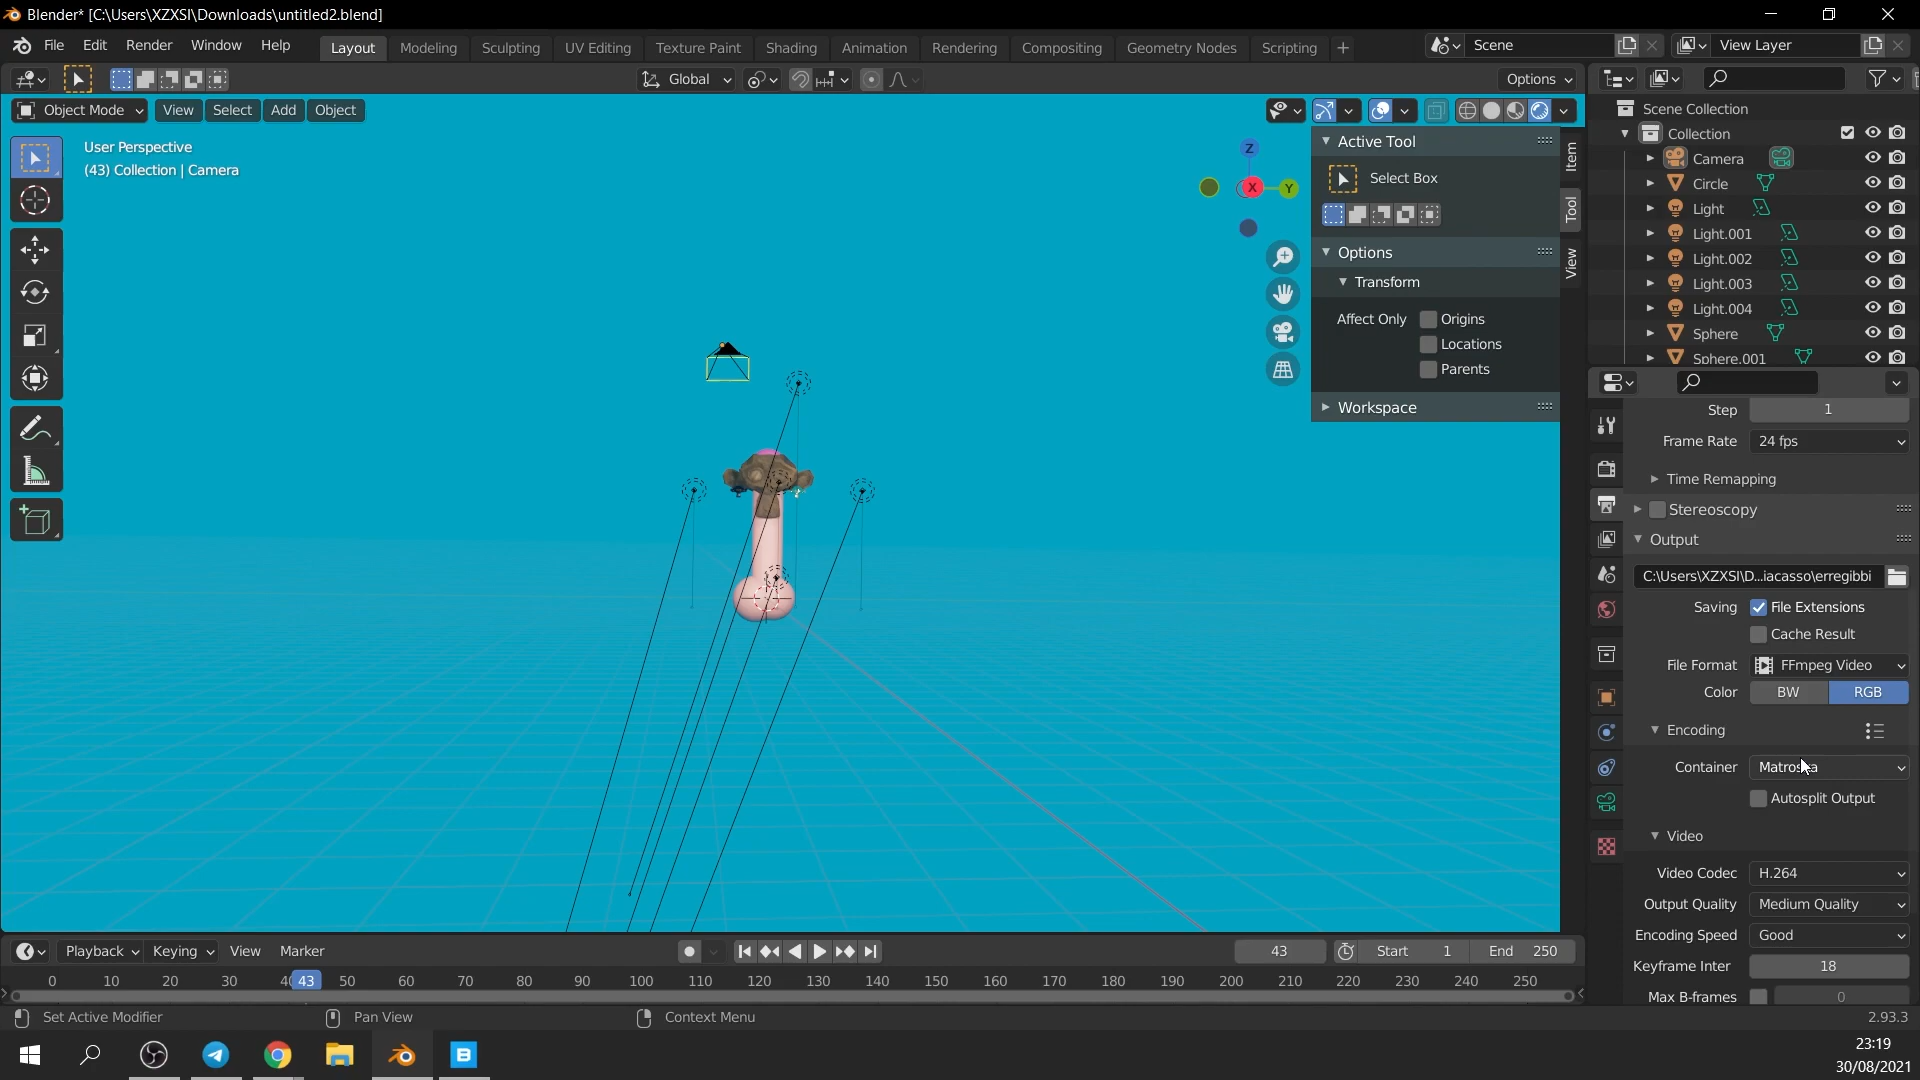 Blender* [C:\Users\XZXSI\Downloads\untitled2.blend]
File Edit Render Window Help Layout Modeling Sculpting UV Editing Texture Paint Shading Animation Rendering Compositing Geometry Nodes Scripting + Scene View Layer
Global Options
Object Mode View Select Add Object
User Perspective
(43) Collection | Camera
Z
X
Y
Active Tool
Select Box
Options
Transform
Affect Only Origins
Locations
Parents
Workspace
Item
Tool
View
Scene Collection
Collection
Camera
Circle
Light
Light.001
Light.002
Light.003
Light.004
Sphere
Sphere.001
Step 1
Frame Rate 24 fps
Time Remapping
Stereoscopy
Output
C:\Users\XZXSI\D...iacasso\erregibbi
Saving File Extensions
Cache Result
File Format FFmpeg Video
Color BW RGB
Encoding
Container
Autosplit Output
Video
Video Codec H.264
Output Quality Medium Quality
Encoding Speed Good
Keyframe Inter 18
Max B-frames 0
Playback Keying View Marker 43 Start 1 End 250
0 10 20 30 43 50 60 70 80 90 100 110 120 130 140 150 160 170 180 190 200 210 220 230 240 250
Set Active Modifier Pan View Context Menu 2.93.3
23:19
30/08/2021